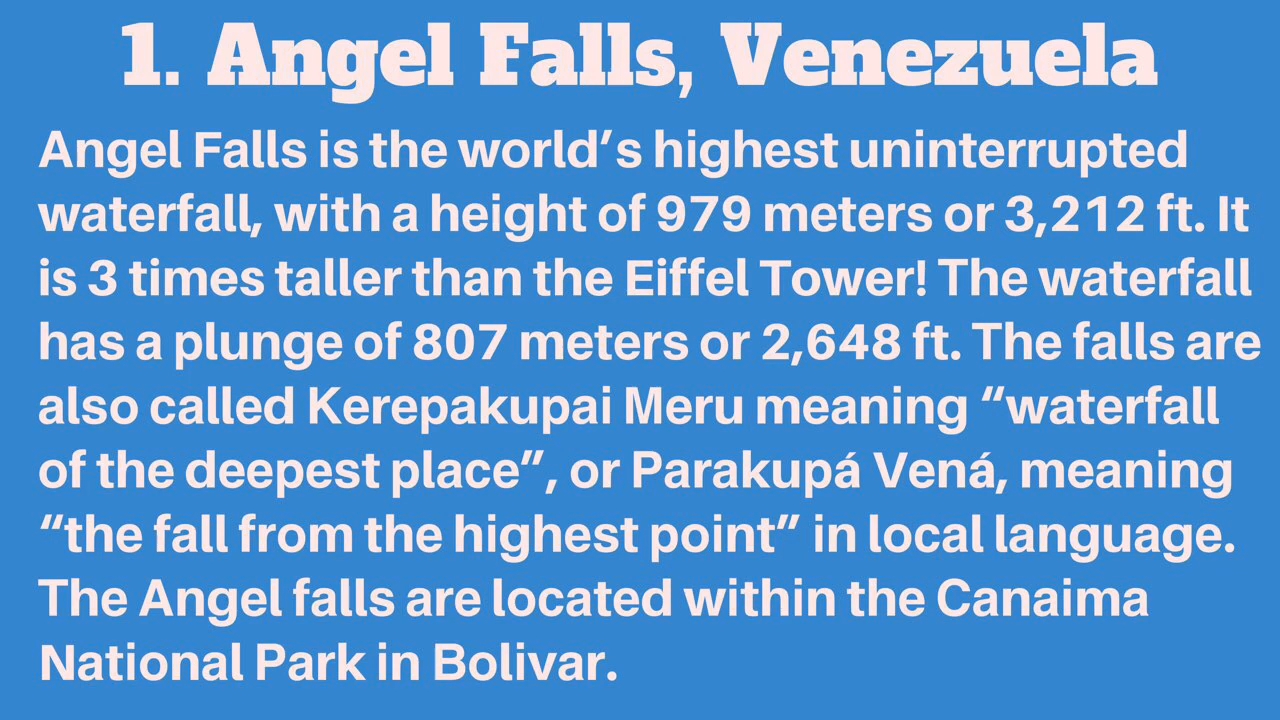 1. Angel Falls, Venezuela
Angel Falls is the world’s highest uninterrupted
waterfall, with a height of 979 meters or 3,212 ft. It
is 3 times taller than the Eiffel Tower! The waterfall
has a plunge of 807 meters or 2,648 ft. The falls are
also called Kerepakupai Meru meaning “waterfall
of the deepest place”, or Parakupá Vená, meaning
“the fall from the highest point” in local language.
The Angel falls are located within the Canaima
National Park in Bolivar.